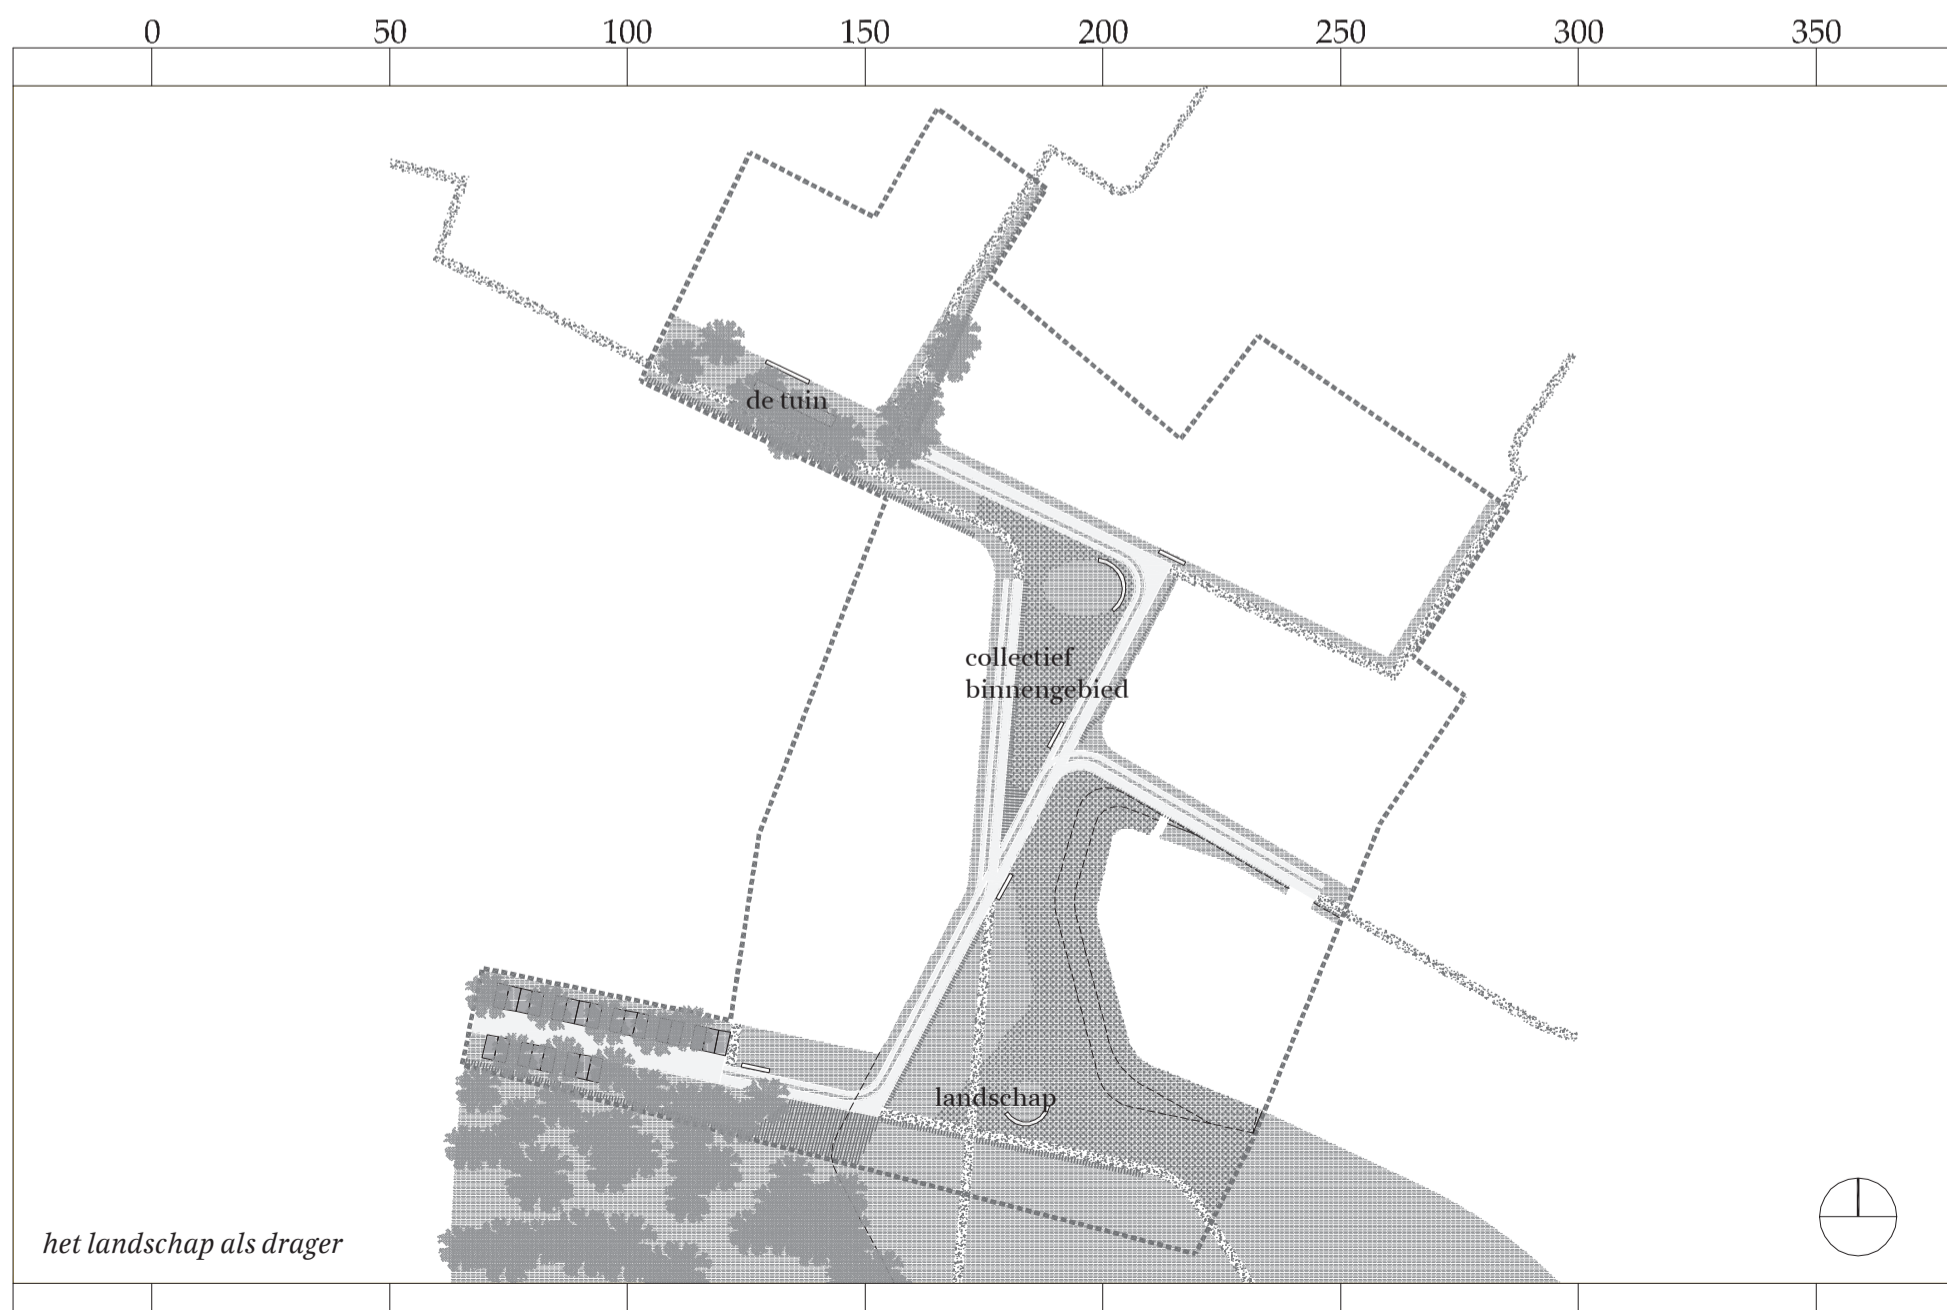 0 50 100 150 200 250 300 350
de tuin
collectief
binnengebied
landschap
het landschap als drager